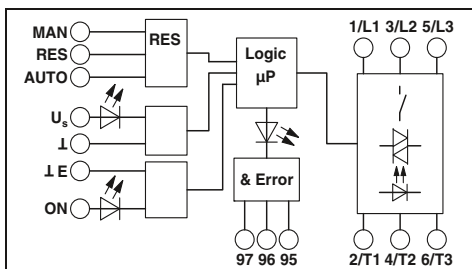 MAN
RES
AUTO
RES
Us
⊥
⊥ E
ON
Logic
µP
& Error
97 96 95
1/L1 3/L2 5/L3
2/T1 4/T2 6/T3